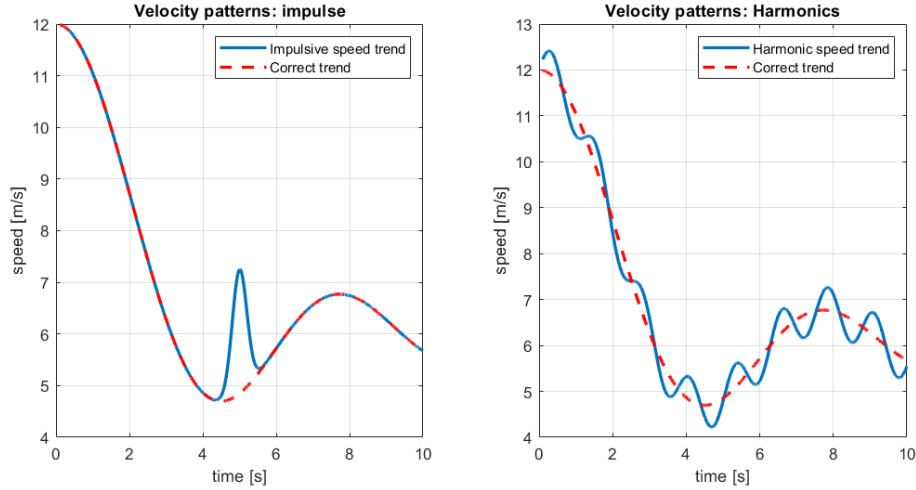 Velocity patterns: impulse
12
11
10
9
8
7
6
5
4
speed [m/s]
Impulsive speed trend
Correct trend
0 2 4 6 8 10
time [s]
Velocity patterns: Harmonics
13
12
11
10
9
8
7
6
5
4
speed [m/s]
Harmonic speed trend
Correct trend
0 2 4 6 8 10
time [s]